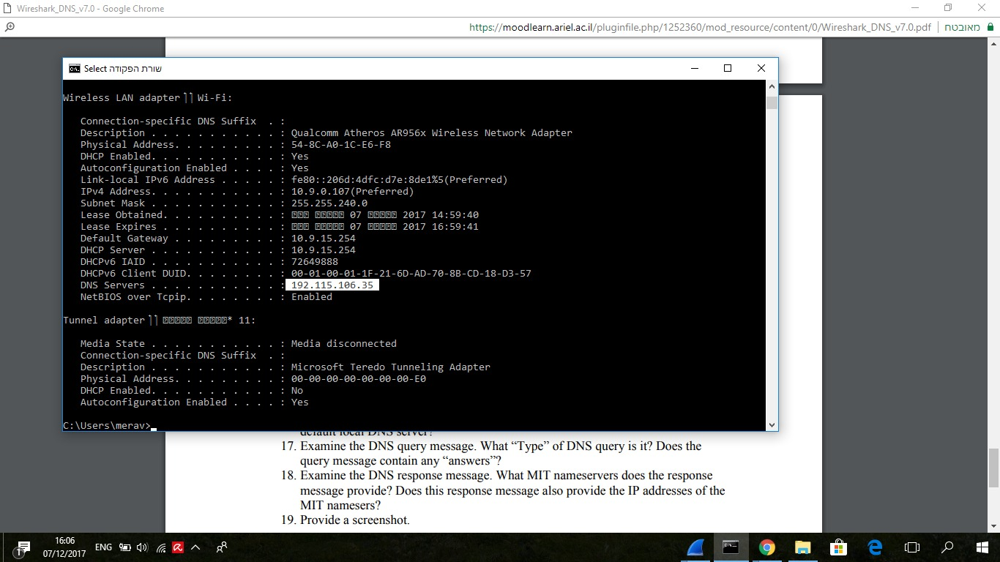 Wireshark_DNS_v7.0 - Google Chrome
https://moodlearn.ariel.ac.il/pluginfile.php/1252360/mod_resource/content/0/Wireshark_DNS_v7.0.pdf מאובטח
Select שורת הפקודה
Wireless LAN adapter Wi-Fi:
Connection-specific DNS Suffix . :
Description . . . . . . . . . . . : Qualcomm Atheros AR956x Wireless Network Adapter
Physical Address. . . . . . . . . : 54-8C-A0-1C-E6-F8
DHCP Enabled. . . . . . . . . . . : Yes
Autoconfiguration Enabled . . . . : Yes
Link-local IPv6 Address . . . . . : fe80::206d:4dfc:d7e:8de1%5(Preferred)
IPv4 Address. . . . . . . . . . . : 10.9.0.107(Preferred)
Subnet Mask . . . . . . . . . . . : 255.255.240.0
Lease Obtained. . . . . . . . . . : 07 2017 14:59:40
Lease Expires . . . . . . . . . . : 07 2017 16:59:41
Default Gateway . . . . . . . . . : 10.9.15.254
DHCP Server . . . . . . . . . . . : 10.9.15.254
DHCPv6 IAID . . . . . . . . . . . : 72649888
DHCPv6 Client DUID. . . . . . . . : 00-01-00-01-1F-21-6D-AD-70-8B-CD-18-D3-57
DNS Servers . . . . . . . . . . . : 192.115.106.35
NetBIOS over Tcpip. . . . . . . . : Enabled
Tunnel adapter * 11:
Media State . . . . . . . . . . . : Media disconnected
Connection-specific DNS Suffix . :
Description . . . . . . . . . . . : Microsoft Teredo Tunneling Adapter
Physical Address. . . . . . . . . : 00-00-00-00-00-00-00-E0
DHCP Enabled. . . . . . . . . . . : No
Autoconfiguration Enabled . . . . : Yes
C:\Users\merav>
default local DNS server?
17. Examine the DNS query message. What “Type” of DNS query is it? Does the
query message contain any “answers”?
18. Examine the DNS response message. What MIT nameservers does the response
message provide? Does this response message also provide the IP addresses of the
MIT namesers?
19. Provide a screenshot.
16:06
07/12/2017
ENG
1